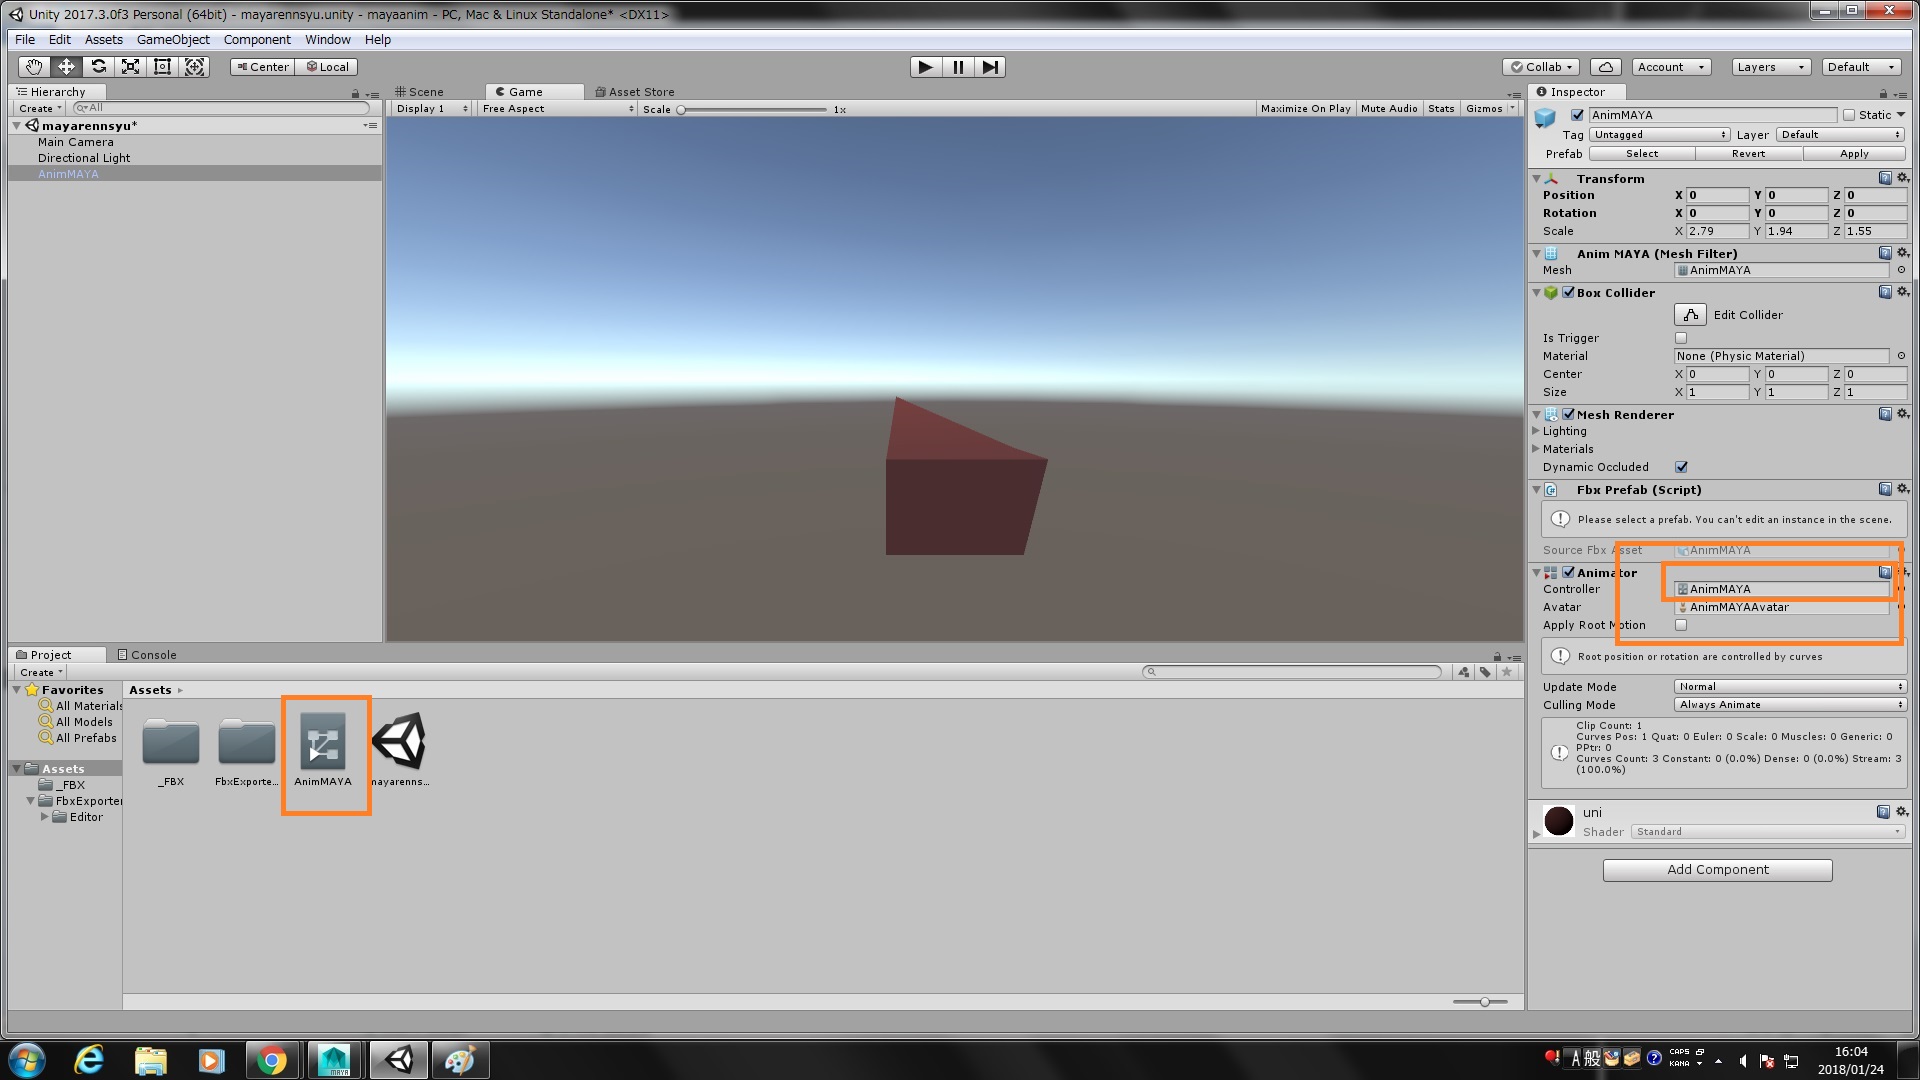 Unity 2017.3.0f3 Personal (64bit) - mayarennsyu.unity - mayaanim - PC, Mac & Linux Standalone* <DX11>
File Edit Assets GameObject Component Window Help
Center Local Collab Account Layers Default
Hierarchy
Create All
mayarennsyu*
Main Camera
Directional Light
AnimMAYA
Scene Game Asset Store
Display 1 Free Aspect Scale 1x Maximize On Play Mute Audio Stats Gizmos
Inspector
AnimMAYA Static
Tag Untagged Layer Default
Prefab Select Revert Apply
Transform
Position X 0 Y 0 Z 0
Rotation X 0 Y 0 Z 0
Scale X 2.79 Y 1.94 Z 1.55
Anim MAYA (Mesh Filter)
Mesh AnimMAYA
Box Collider
Edit Collider
Is Trigger
Material None (Physic Material)
Center X 0 Y 0 Z 0
Size X 1 Y 1 Z 1
Mesh Renderer
Lighting
Materials
Dynamic Occluded
Fbx Prefab (Script)
Please select a prefab. You can't edit an instance in the scene.
Source Fbx Asset AnimMAYA
Animator
Controller AnimMAYA
Avatar AnimMAYAAvatar
Apply Root Motion
Root position or rotation are controlled by curves
Update Mode Normal
Culling Mode Always Animate
Clip Count: 1
Curves Pos: 1 Quat: 0 Euler: 0 Scale: 0 Muscles: 0 Generic: 0
PPtr: 0
Curves Count: 3 Constant: 0 (0.0%) Dense: 0 (0.0%) Stream: 3
(100.0%)
uni
Shader Standard
Add Component
Project Console
Create
Favorites
All Materials
All Models
All Prefabs
Assets
_FBX
FbxExporter
Editor
Assets
_FBX FbxExporte... AnimMAYA mayarenns...
MAYA
A 般 CAPS
KANA
16:04
2018/01/24